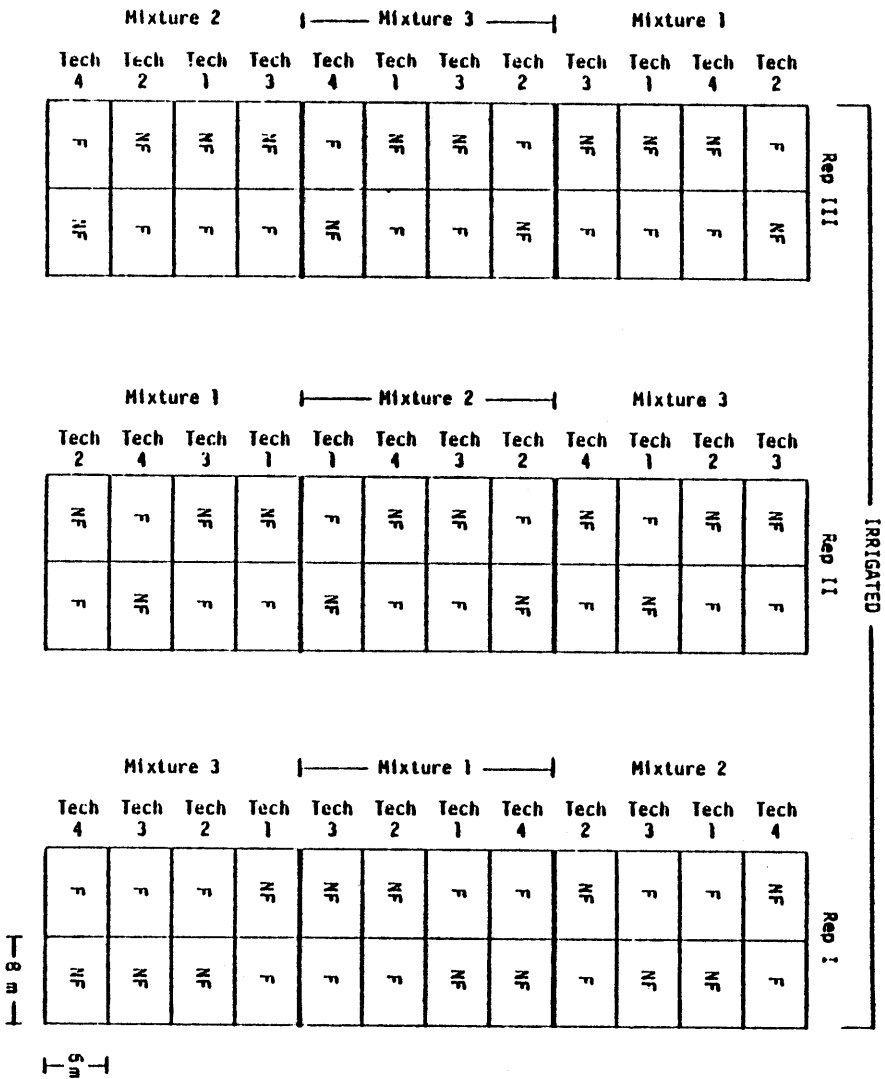 Mixture 2 Mixture 3 Mixture 1
Tech 4 Tech 2 Tech 1 Tech 3 Tech 4 Tech 1 Tech 3 Tech 2 Tech 3 Tech 1 Tech 4 Tech 2
F NF NF NF F NF NF F NF NF NF F
NF F F F NF F F NF F F F NF
Rep III
Mixture 1 Mixture 2 Mixture 3
Tech 2 Tech 4 Tech 3 Tech 1 Tech 1 Tech 4 Tech 3 Tech 2 Tech 4 Tech 1 Tech 2 Tech 3
NF F NF NF F NF NF F NF F NF NF
F NF F F NF F F NF F NF F F
Rep II
IRRIGATED
Mixture 3 Mixture 1 Mixture 2
Tech 4 Tech 3 Tech 2 Tech 1 Tech 3 Tech 2 Tech 1 Tech 4 Tech 2 Tech 3 Tech 1 Tech 4
F F F NF NF NF F F NF F F NF
NF NF NF F F F NF NF F NF NF F
Rep I
8 m
m